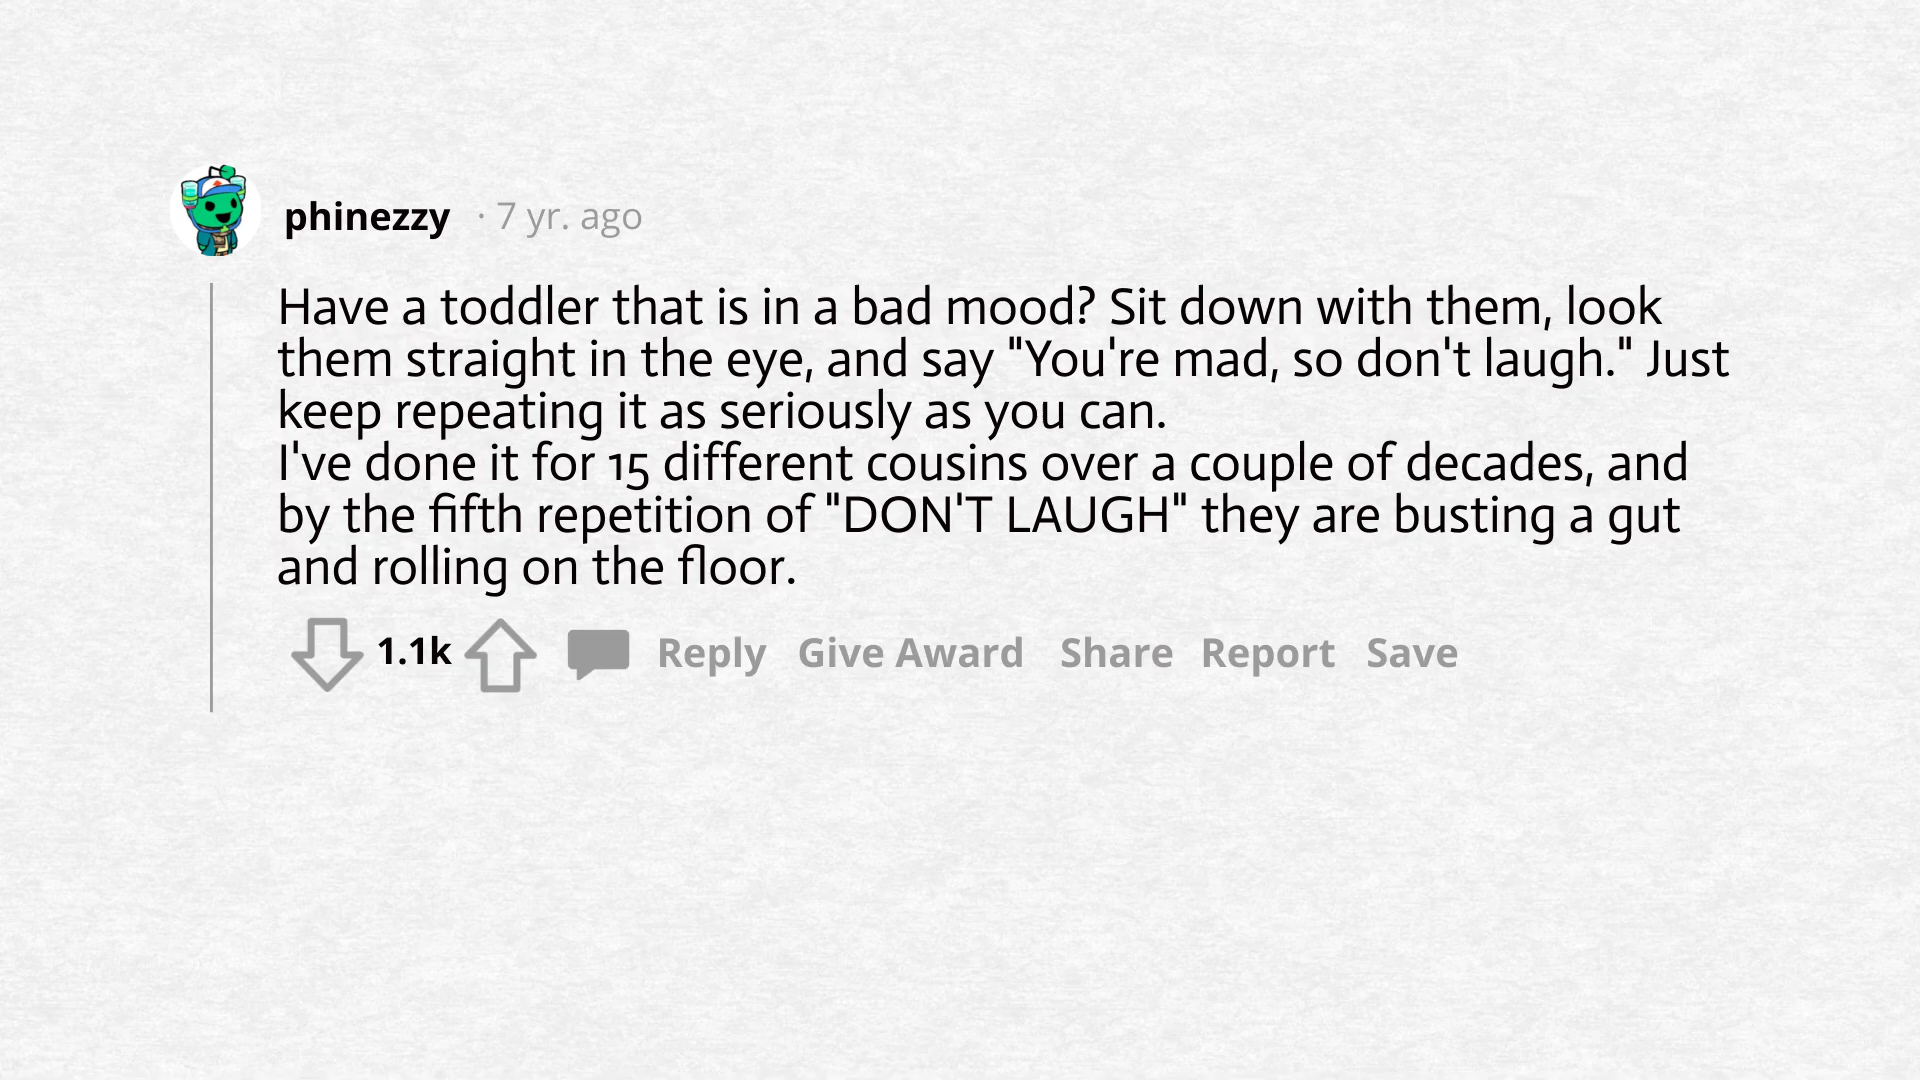 phinezzy · 7 yr. ago
Have a toddler that is in a bad mood? Sit down with them, look
them straight in the eye, and say "You're mad, so don't laugh." Just
keep repeating it as seriously as you can.
I've done it for 15 different cousins over a couple of decades, and
by the fifth repetition of "DON'T LAUGH" they are busting a gut
and rolling on the floor.
1.1k Reply Give Award Share Report Save